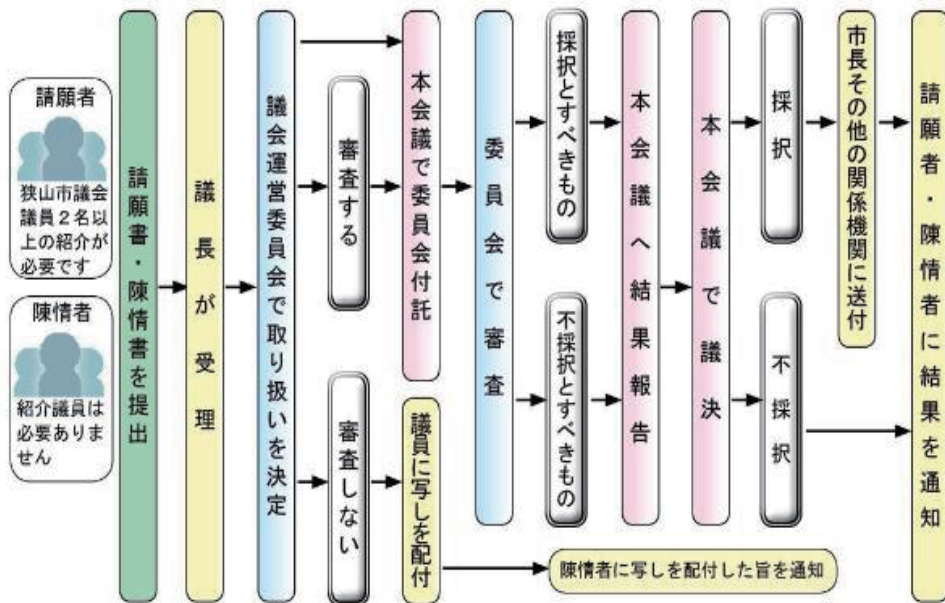 請願者
狭山市議会
議員２名以
上の紹介が
必要です
陳情者
紹介議員は
必要ありま
せん
請願書・陳情書を提出
議長が受理
議会運営委員会で取り扱いを決定
審査する
審査しない
本会議で委員会付託
議員に写しを配付
委員会で審査
採択とすべきもの
不採択とすべきもの
本会議へ結果報告
本会議で議決
採択
不採択
市長その他の関係機関に送付
陳情者に写しを配付した旨を通知
請願者・陳情者に結果を通知